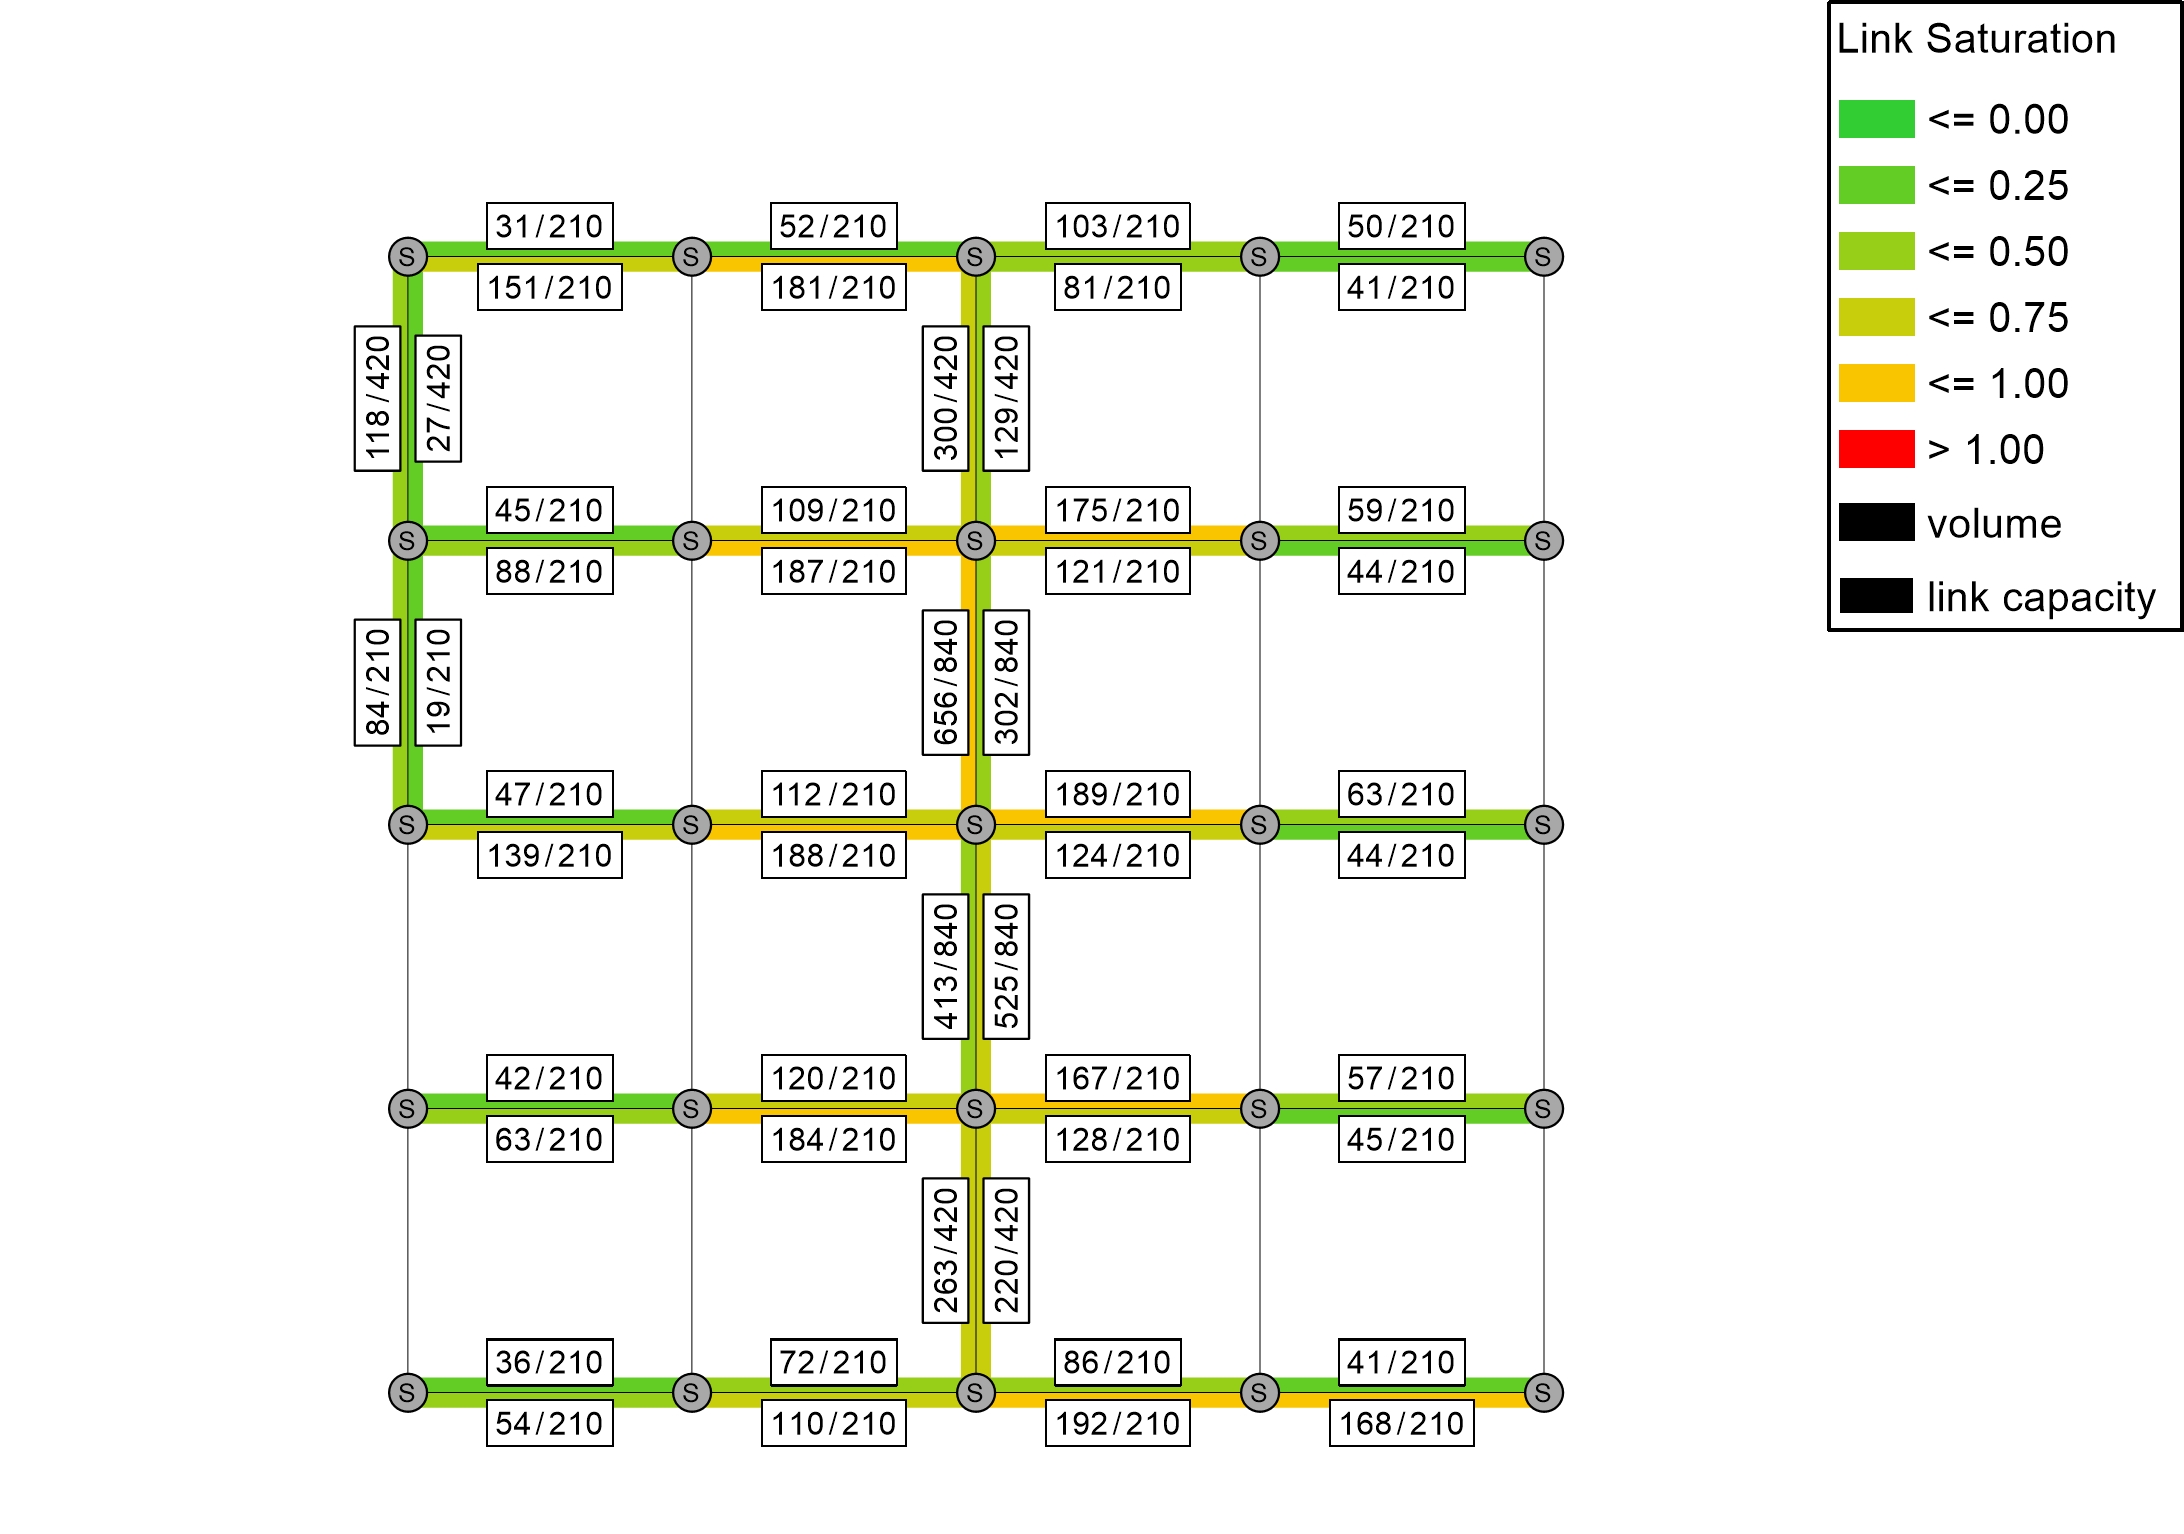 Link Saturation
<= 0.00
<= 0.25
<= 0.50
<= 0.75
<= 1.00
> 1.00
volume
link capacity
31/210
52/210
103/210
50/210
S
S
S
S
S
151/210
181/210
81/210
41/210
118/420
27/420
300/420
129/420
45/210
109/210
175/210
59/210
S
S
S
S
S
88/210
187/210
121/210
44/210
84/210
19/210
656/840
302/840
47/210
112/210
189/210
63/210
S
S
S
S
S
139/210
188/210
124/210
44/210
413/840
525/840
42/210
120/210
167/210
57/210
S
S
S
S
S
63/210
184/210
128/210
45/210
263/420
220/420
36/210
72/210
86/210
41/210
S
S
S
S
S
54/210
110/210
192/210
168/210